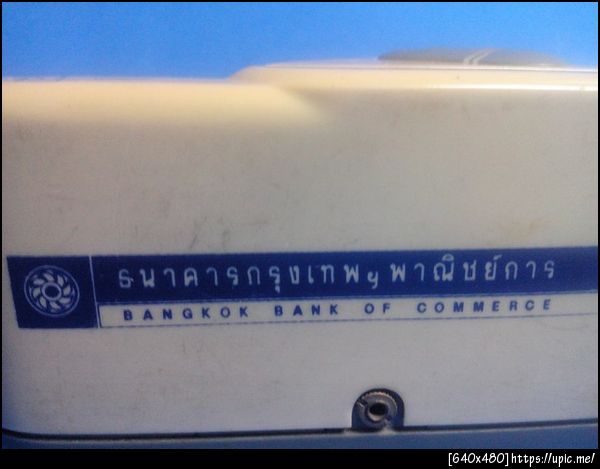 ธนาคารกรุงเทพฯพาณิชย์การ
BANGKOK BANK OF COMMERCE
[640x480]https://upic.me/